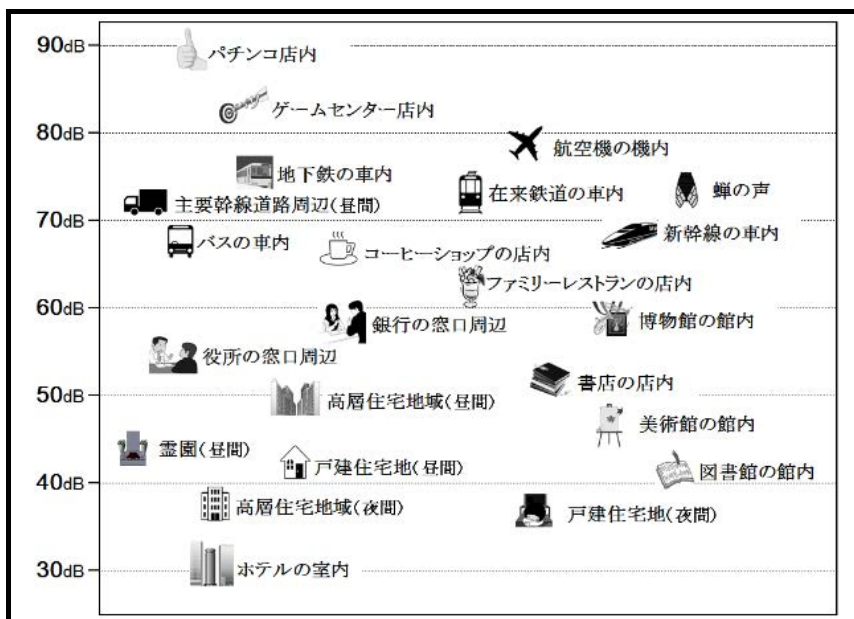 90dB
パチンコ店内
ゲームセンター店内
80dB
航空機の機内
地下鉄の車内
在来鉄道の車内
蝉の声
主要幹線道路周辺(昼間)
70dB
バスの車内
コーヒーショップの店内
新幹線の車内
ファミリーレストランの店内
60dB
銀行の窓口周辺
博物館の館内
役所の窓口周辺
書店の店内
50dB
高層住宅地域(昼間)
美術館の館内
霊園(昼間)
戸建住宅地(昼間)
図書館の館内
40dB
高層住宅地域(夜間)
戸建住宅地(夜間)
30dB
ホテルの室内